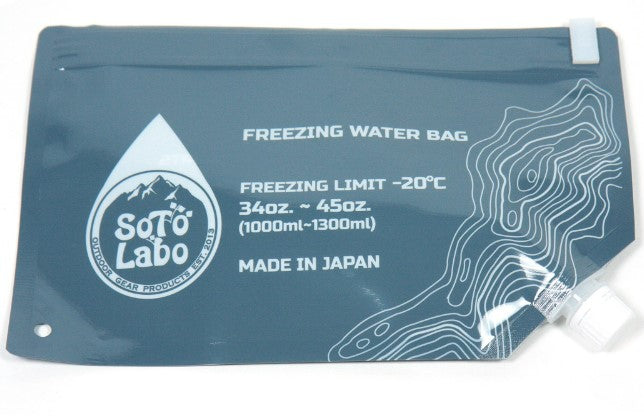 FREEZING WATER BAG
FREEZING LIMIT -20°C
34oz. ~ 45oz.
(1000ml~1300ml)
MADE IN JAPAN
SoTo
Labo
OUTDOOR GEAR PRODUCTS EST. 2013